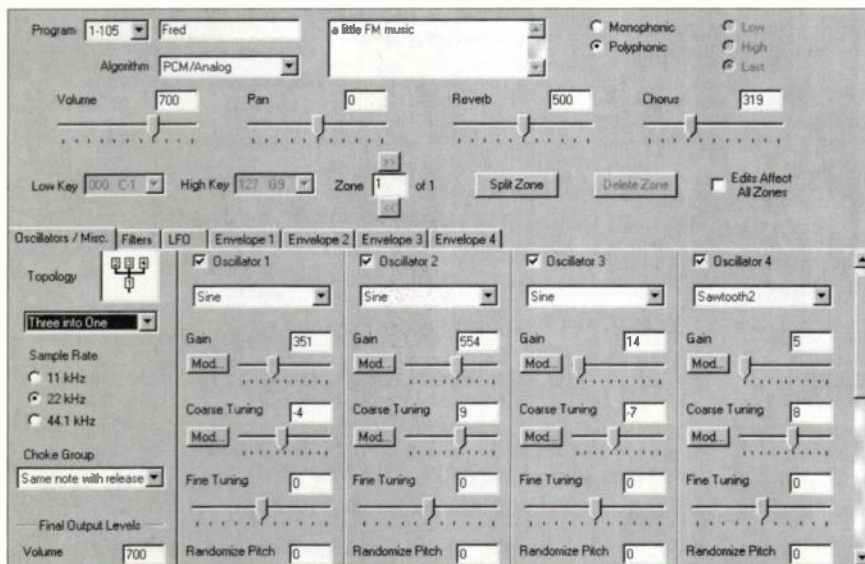 Program 1-105 Fred a little FM music Monophonic Low
Polyphonic High
Algorithm PCM/Analog Last
Volume 700 Pan 0 Reverb 500 Chorus 319
>>
Low Key 000 C-1 High Key 127 G9 Zone 1 of 1 Split Zone Delete Zone Edits Affect
All Zones
<<
Oscillators / Misc. Filters LFO Envelope 1 Envelope 2 Envelope 3 Envelope 4
Topology 2 3 4 Oscillator 1 Oscillator 2 Oscillator 3 Oscillator 4
1
Sine Sine Sine Sawtooth2
Three into One
Gain 351 Gain 554 Gain 14 Gain 5
Sample Rate Mod... Mod... Mod... Mod...
11 kHz
22 kHz Coarse Tuning -4 Coarse Tuning 9 Coarse Tuning -7 Coarse Tuning 8
44.1 kHz Mod... Mod... Mod... Mod...
Choke Group
Same note with release Fine Tuning 0 Fine Tuning 0 Fine Tuning 0 Fine Tuning 0
Final Output Levels
Volume 700 Randomize Pitch 0 Randomize Pitch 0 Randomize Pitch 0 Randomize Pitch 0